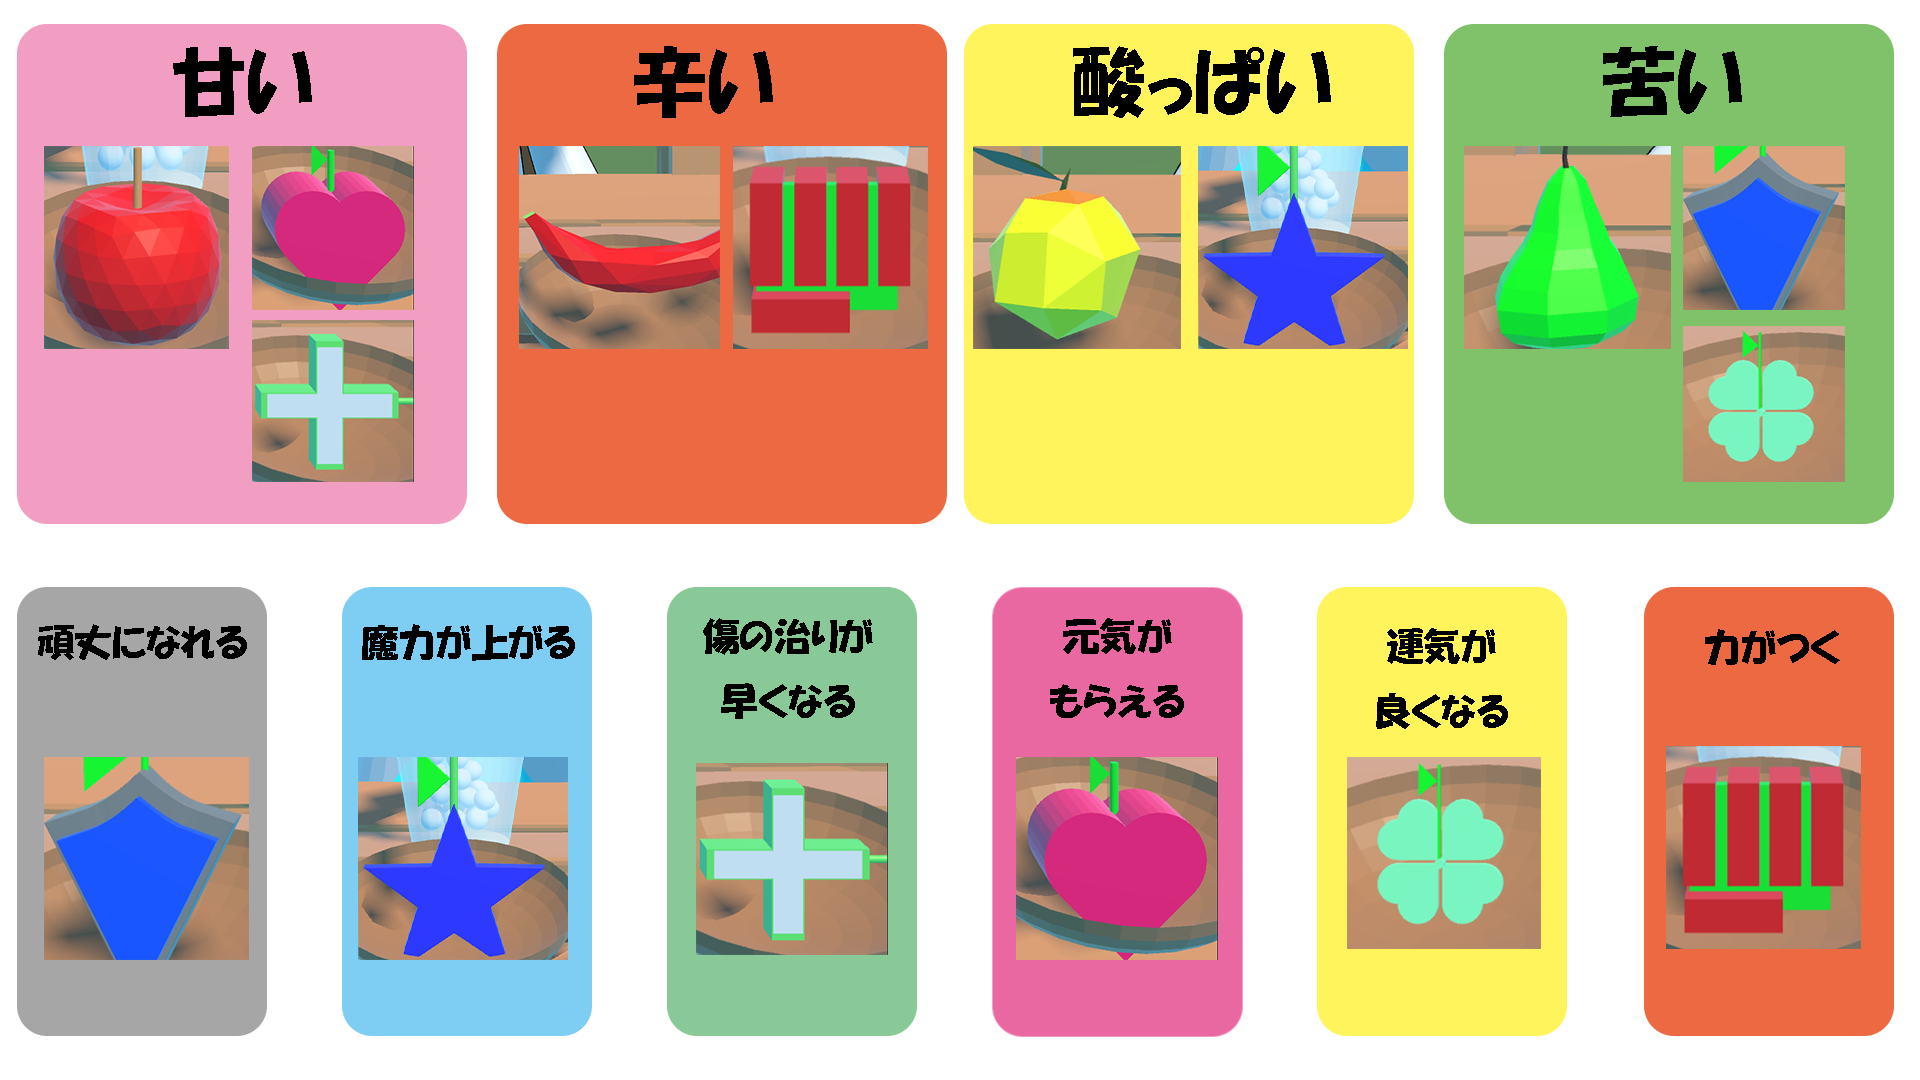 甘い
辛い
酸っぱい
苦い
頑丈になれる
魔力が上がる
傷の治りが
早くなる
元気が
もらえる
運気が
良くなる
力がつく